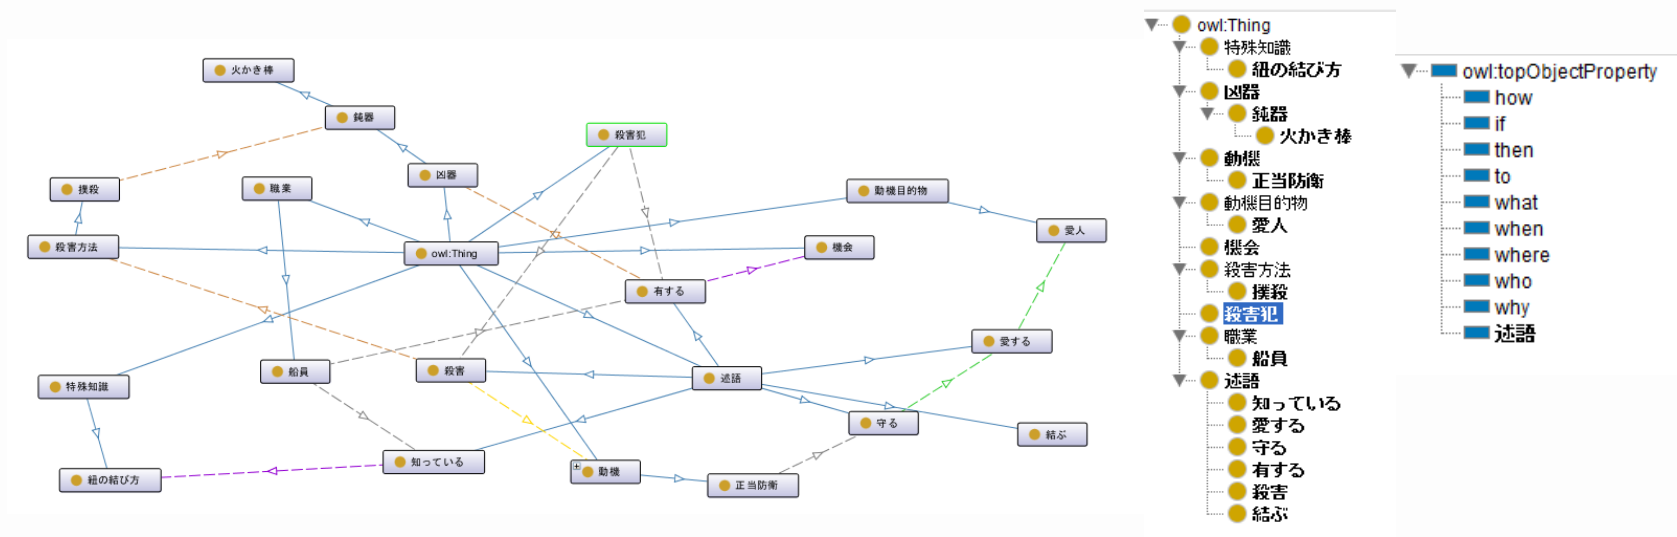 火かき棒
鈍器
殺害犯
撲殺
職業
凶器
動機目的物
愛人
殺害方法
owl:Thing
機会
有する
愛する
特殊知識
船員
殺害
述語
守る
結ぶ
紐の結び方
知っている
動機
正当防衛
owl:Thing
特殊知識
紐の結び方
凶器
鈍器
火かき棒
動機
正当防衛
動機目的物
愛人
機会
殺害方法
撲殺
殺害犯
職業
船員
述語
知っている
愛する
守る
有する
殺害
結ぶ
owl:topObjectProperty
how
if
then
to
what
when
where
who
why
述語